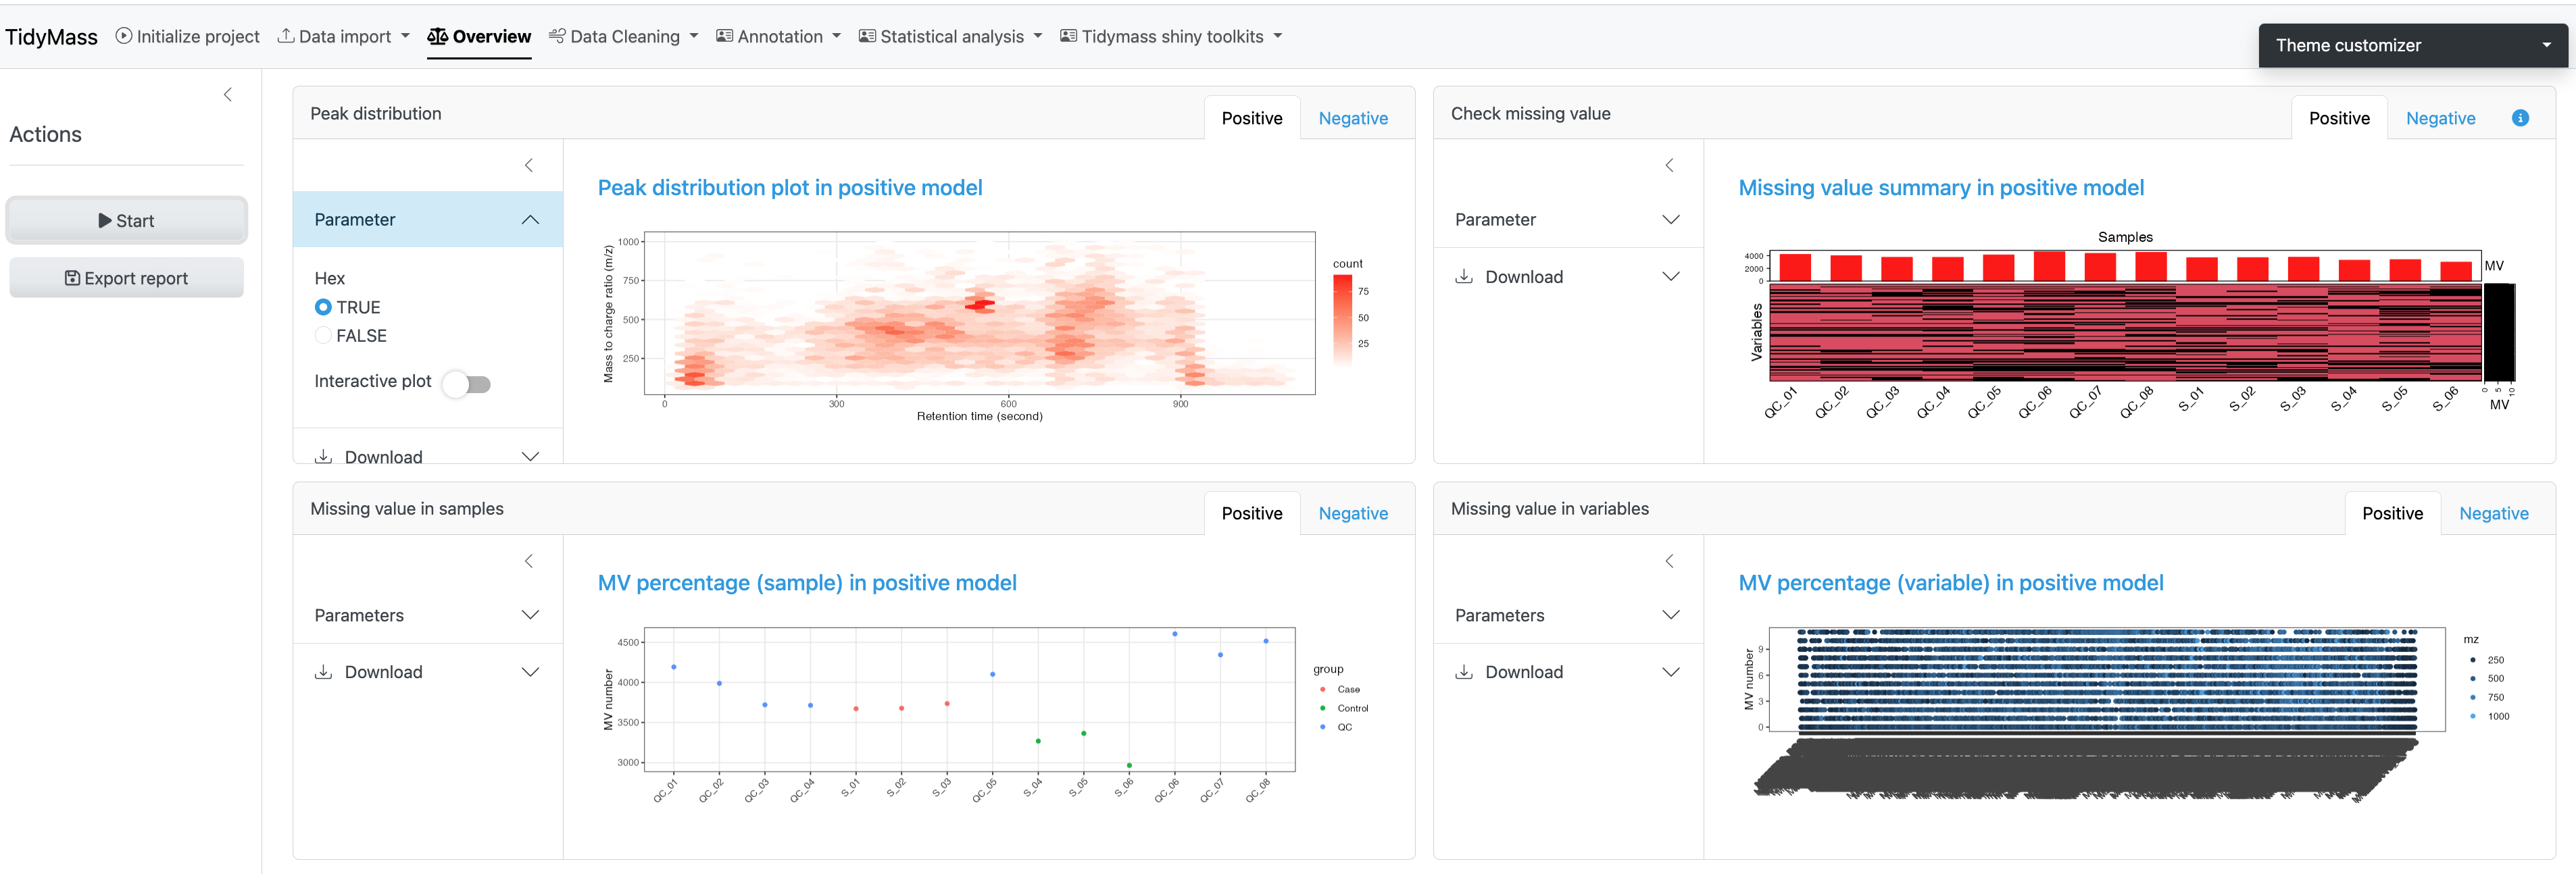 TidyMass Initialize project Data import Overview Data Cleaning Annotation Statistical analysis Tidymass shiny toolkits
Theme customizer
Actions
Start
Export report
Peak distribution
Positive Negative
Parameter
Hex
TRUE
FALSE
Interactive plot
Download
Peak distribution plot in positive model
Mass to charge ratio (m/z)
1000
750
500
250
0 300 600 900
Retention time (second)
count
75
50
25
Check missing value
Positive Negative
Parameter
Download
Missing value summary in positive model
Samples
4000
2000
0
MV
Variables
QC_01 QC_02 QC_03 QC_04 QC_05 QC_06 QC_07 QC_08 S_01 S_02 S_03 S_04 S_05 S_06
0 5 10
MV
Missing value in samples
Positive Negative
Parameters
Download
MV percentage (sample) in positive model
MV number
4500
4000
3500
3000
QC_01 QC_02 QC_03 QC_04 S_01 S_02 S_03 QC_05 S_04 S_05 S_06 QC_06 QC_07 QC_08
group
Case
Control
QC
Missing value in variables
Positive Negative
Parameters
Download
MV percentage (variable) in positive model
MV number
9
6
3
0
mz
250
500
750
1000